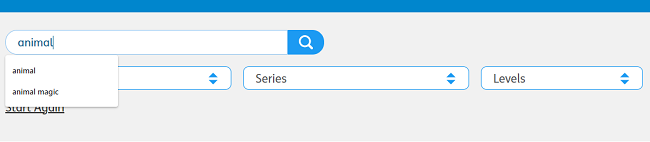 animal
animal
animal magic
Series
Levels
Start Again